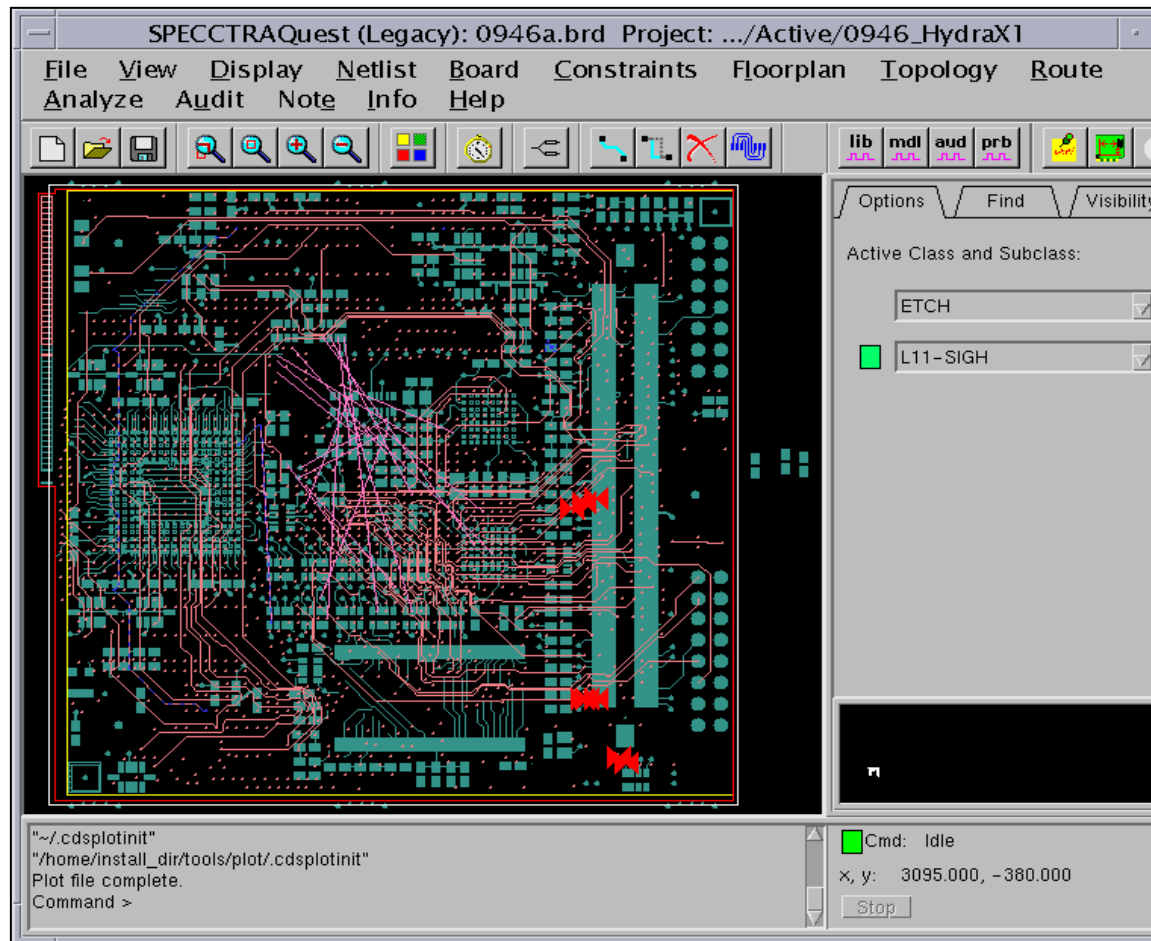 SPECCTRAQuest (Legacy): 0946a.brd Project: .../Active/0946_HydraX1
File View Display Netlist Board Constraints Floorplan Topology Route
Analyze Audit Note Info Help
lib mdl aud prb
Options Find Visibility
Active Class and Subclass:
ETCH
L11-SIGH
"~/.cdsplotinit"
"/home/install_dir/tools/plot/.cdsplotinit"
Plot file complete.
Command >
Cmd: Idle
x, y: 3095.000, -380.000
Stop